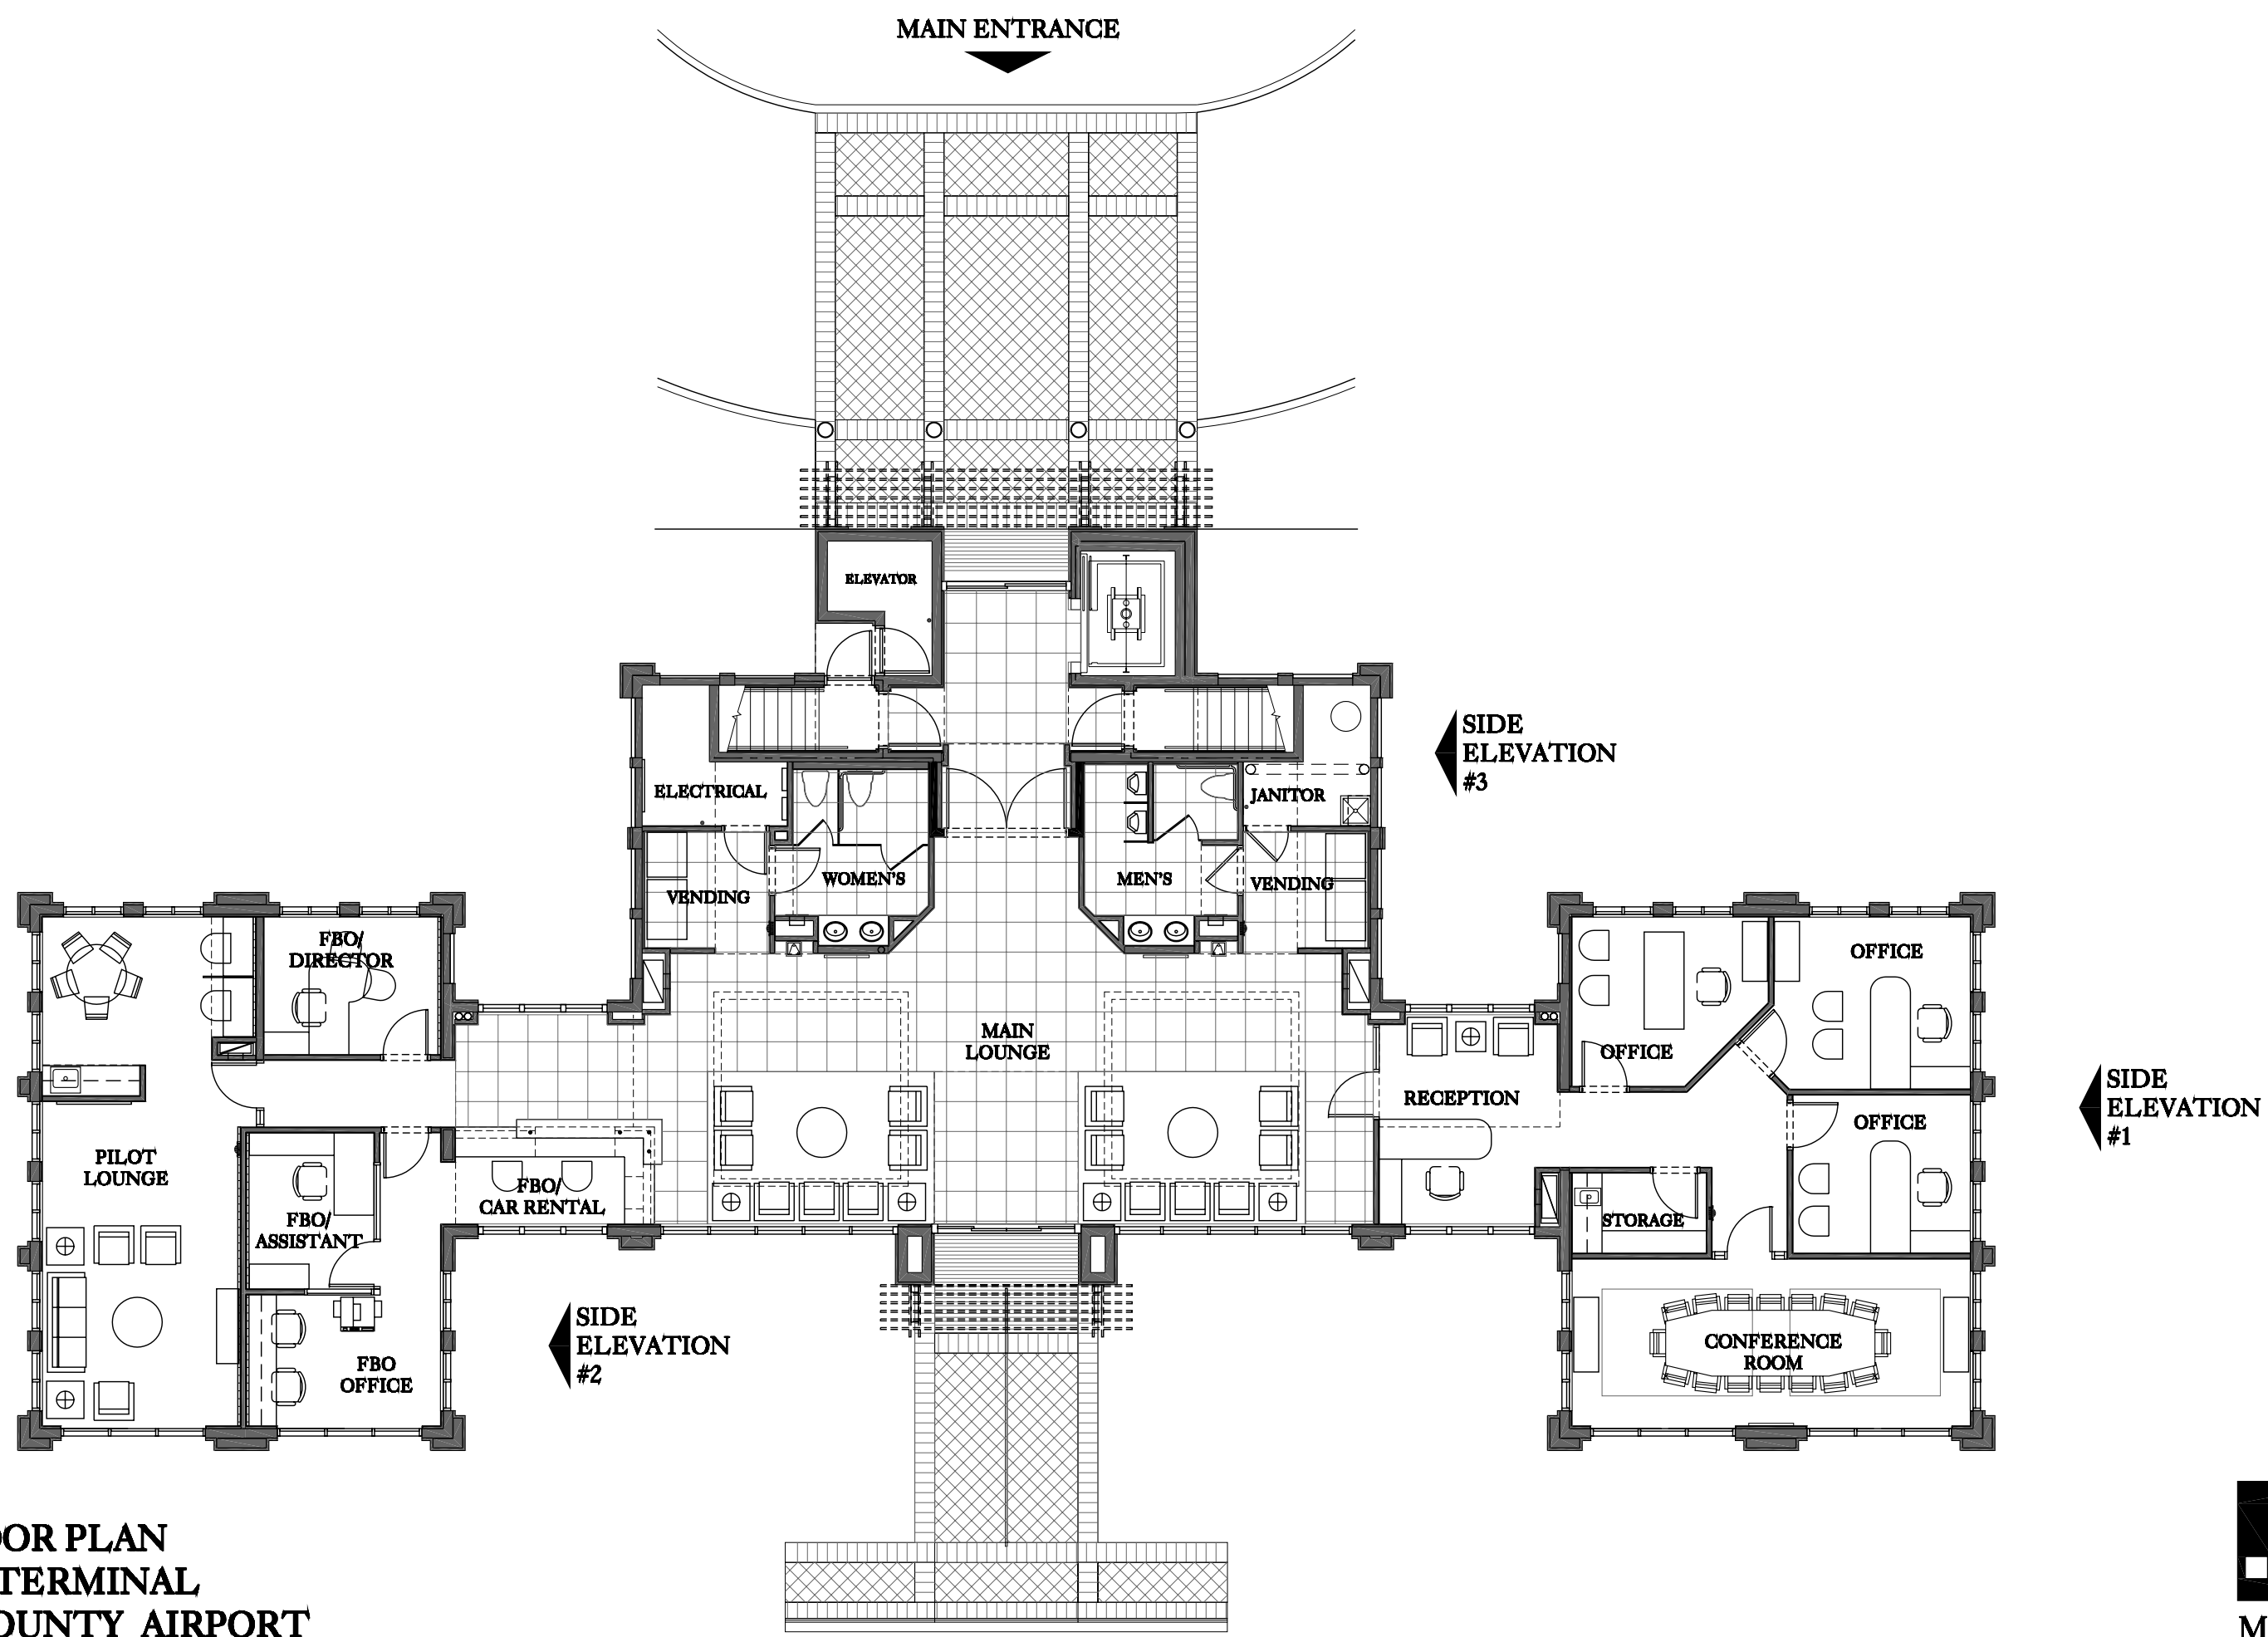 MAIN ENTRANCE
ELEVATOR
SIDE
ELEVATION
#3
ELECTRICAL
JANITOR
VENDING
WOMEN'S
MEN'S
VENDING
FBO/
DIRECTOR
OFFICE
MAIN
LOUNGE
OFFICE
RECEPTION
SIDE
ELEVATION
#1
OFFICE
PILOT
LOUNGE
FBO/
CAR RENTAL
FBO/
ASSISTANT
STORAGE
SIDE
ELEVATION
#2
CONFERENCE
ROOM
FBO
OFFICE
OOR PLAN
TERMINAL
OUNTY AIRPORT
M